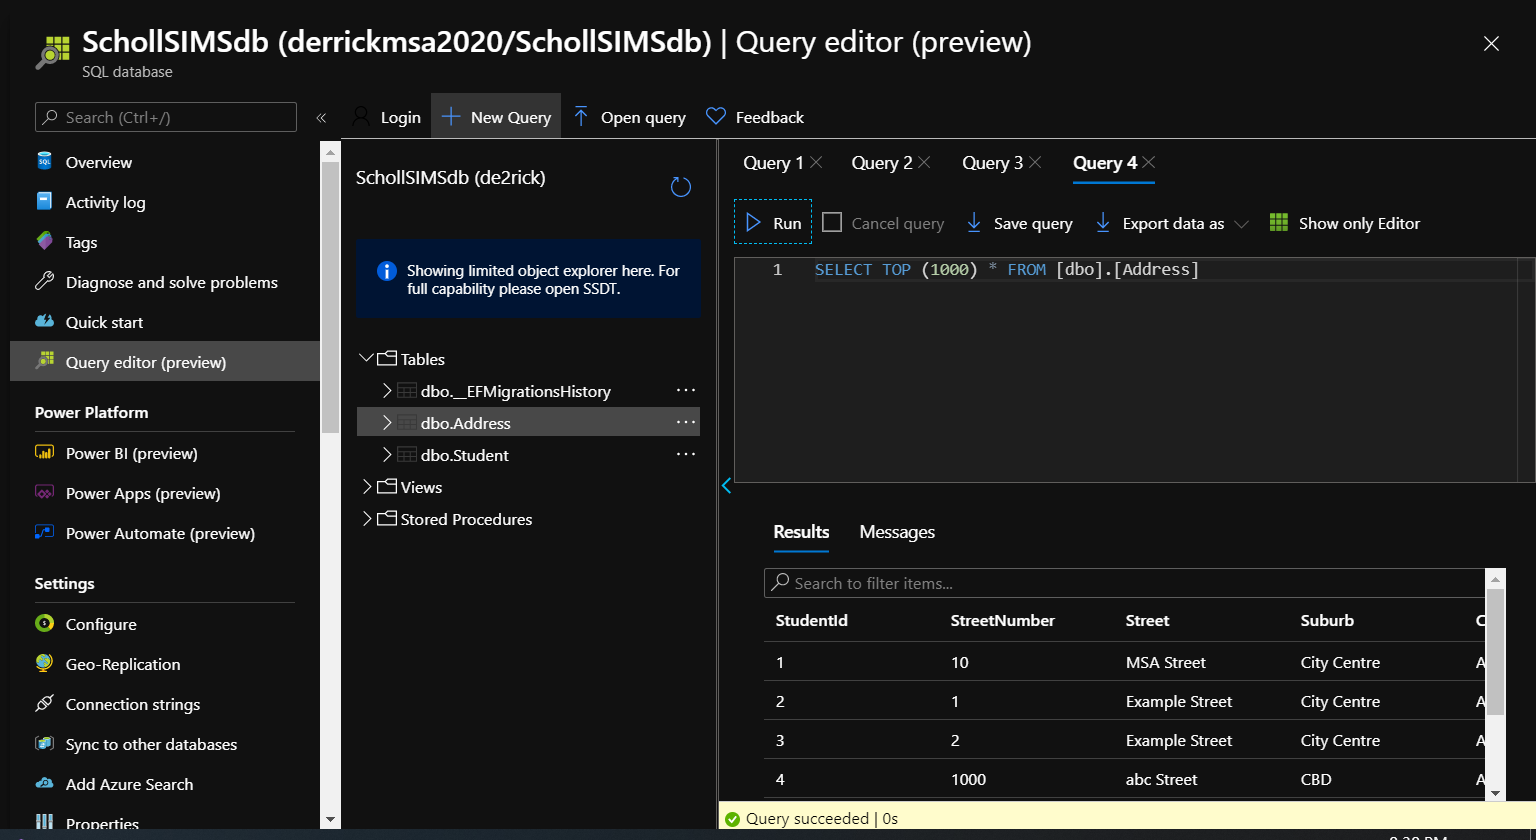 SchollSIMSdb (derrickmsa2020/SchollSIMSdb) | Query editor (preview)
SQL database
Search (Ctrl+/)
«
Login
New Query
Open query
Feedback
Overview
Activity log
Tags
Diagnose and solve problems
Quick start
Query editor (preview)
Power Platform
Power BI (preview)
Power Apps (preview)
Power Automate (preview)
Settings
Configure
Geo-Replication
Connection strings
Sync to other databases
Add Azure Search
Properties
SchollSIMSdb (de2rick)
Showing limited object explorer here. For
full capability please open SSDT.
Tables
dbo.__EFMigrationsHistory ...
dbo.Address ...
dbo.Student ...
Views
Stored Procedures
Query 1 Query 2 Query 3 Query 4
Run Cancel query Save query Export data as Show only Editor
1 SELECT TOP (1000) * FROM [dbo].[Address]
Results Messages
Search to filter items...
StudentId StreetNumber Street Suburb
1 10 MSA Street City Centre A
2 1 Example Street City Centre A
3 2 Example Street City Centre A
4 1000 abc Street CBD A
Query succeeded | 0s